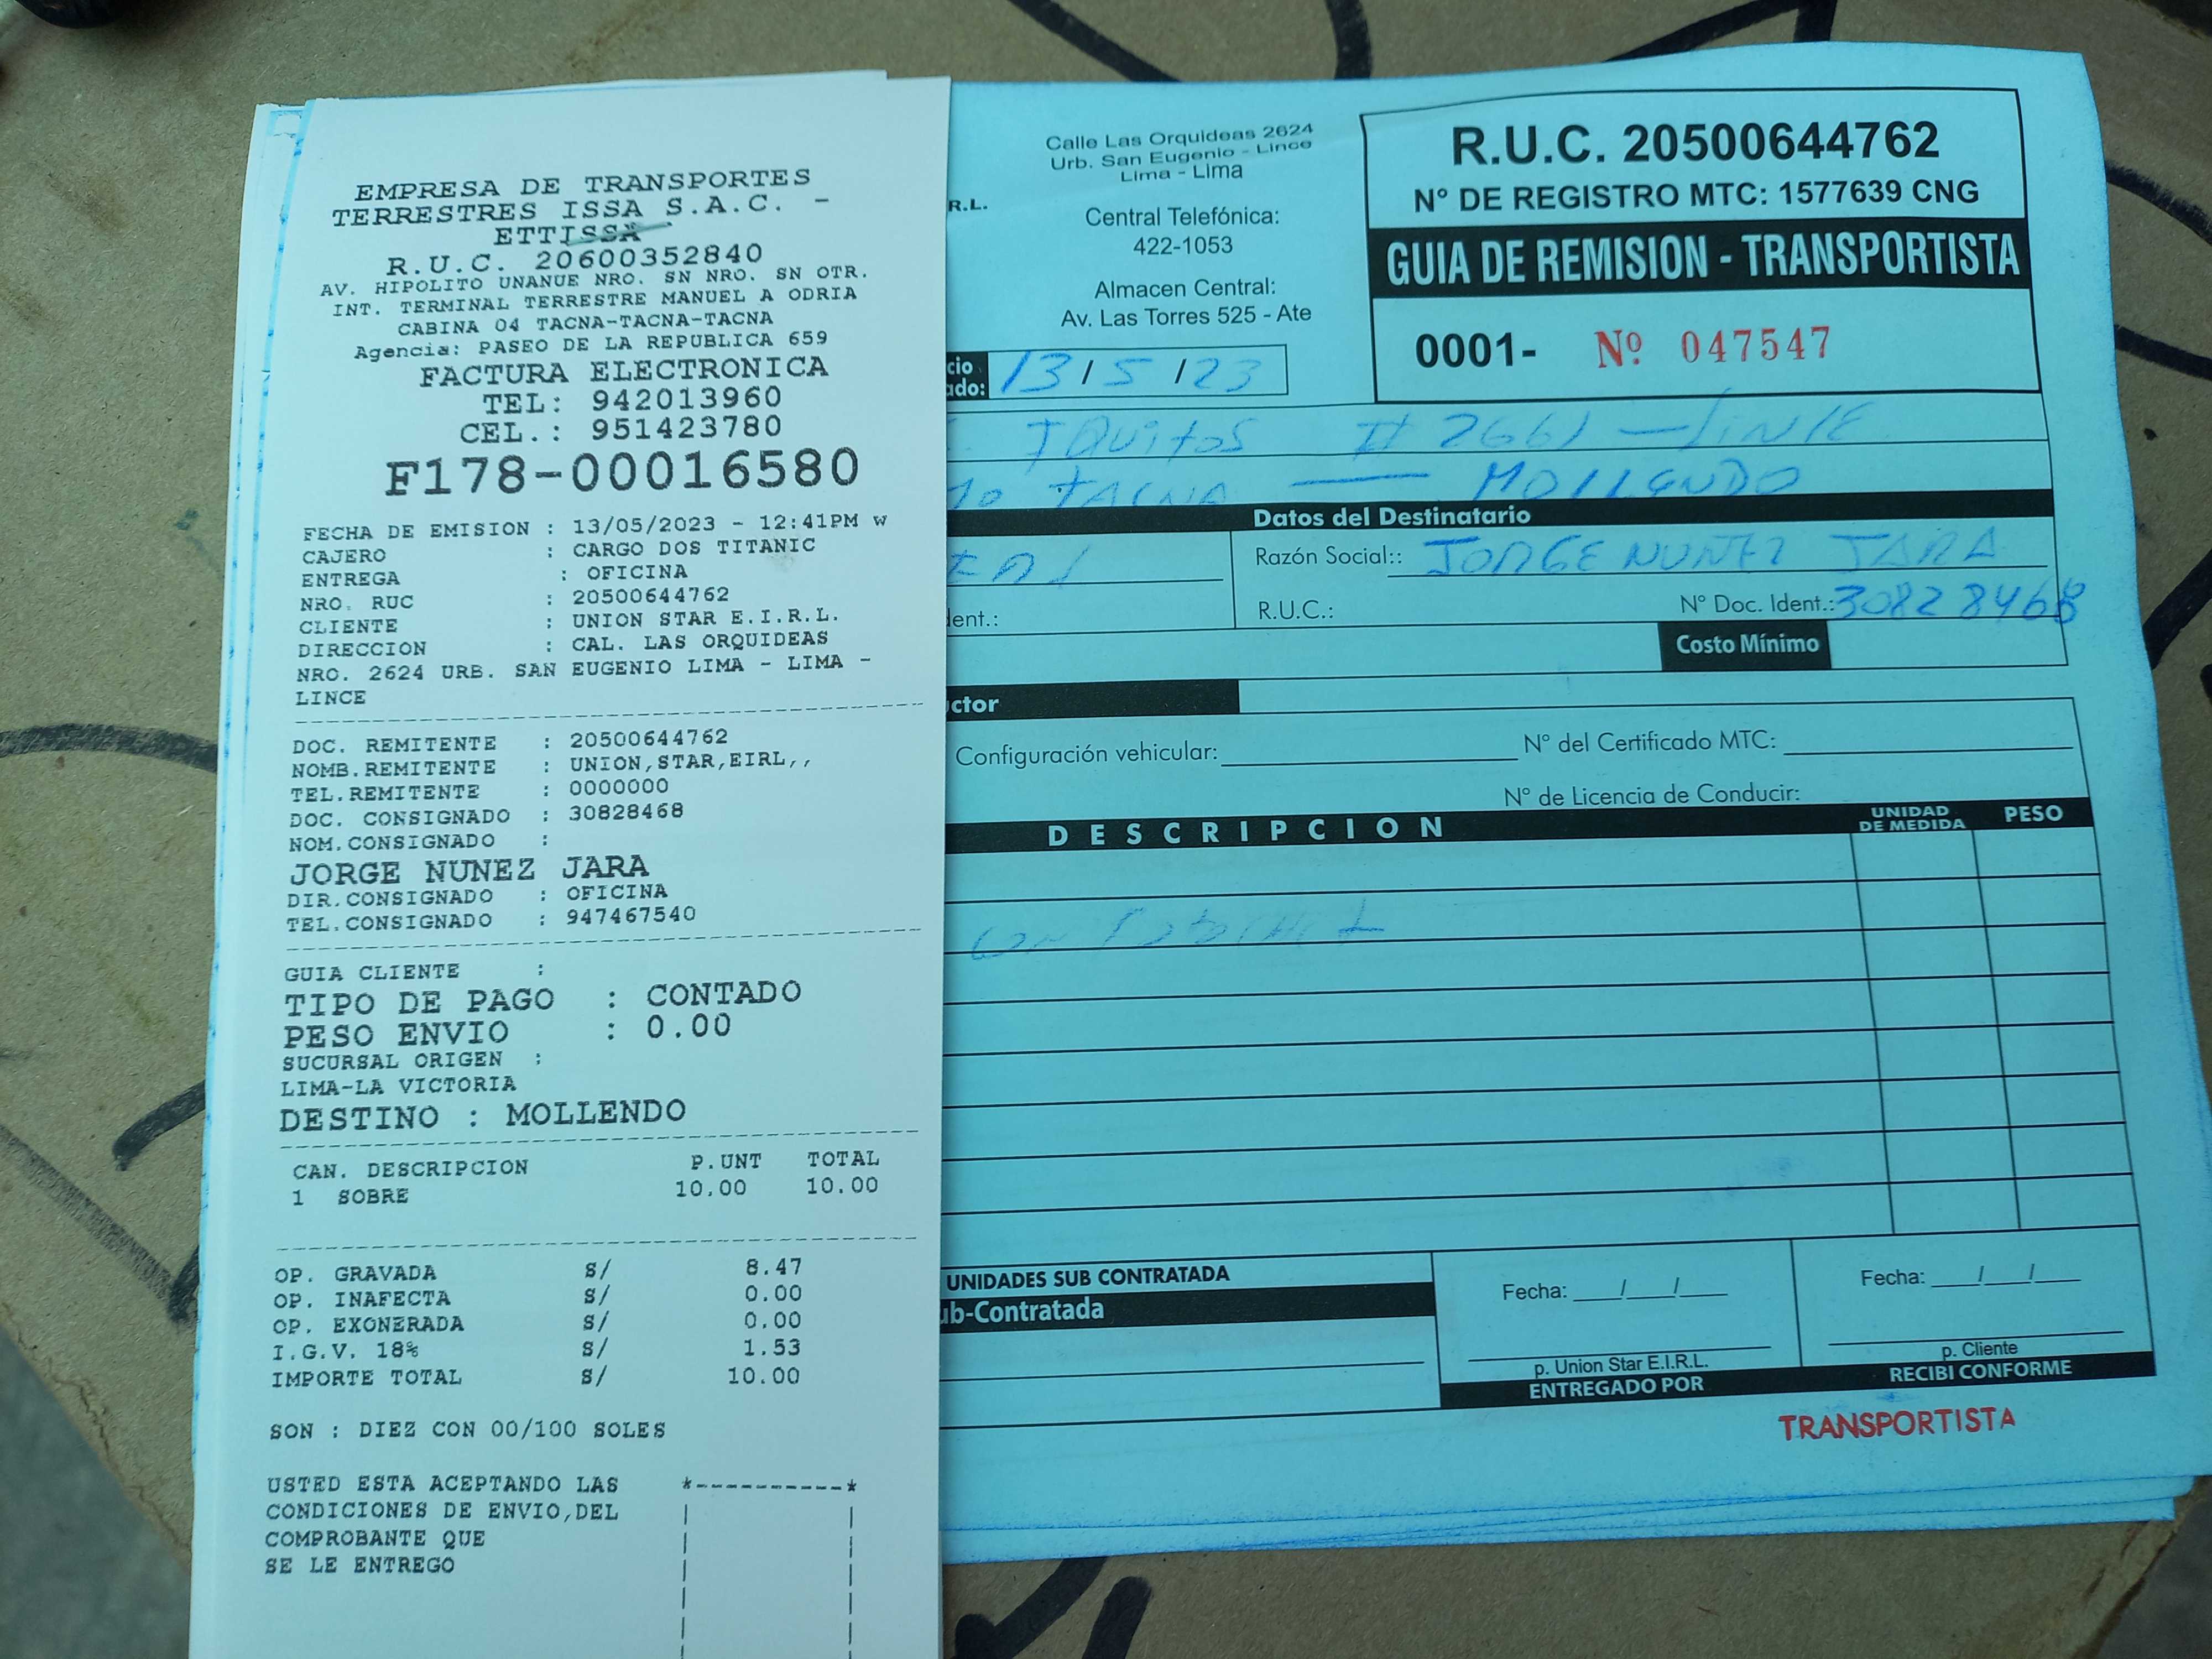 EMPRESA DE TRANSPORTES
TERRESTRES ISSA S.A.C. -
ETTISSA
R.U.C. 20600352840
AV. HIPOLITO UNANUE NRO. SN NRO. SN OTR.
INT. TERMINAL TERRESTRE MANUEL A ODRIA
CABINA 04 TACNA-TACNA-TACNA
Agencia: PASEO DE LA REPUBLICA 659
FACTURA ELECTRONICA
TEL: 942013960
CEL.: 951423780
F178-00016580
FECHA DE EMISION : 13/05/2023 - 12:41PM w
CAJERO : CARGO DOS TITANIC
ENTREGA : OFICINA
NRO. RUC : 20500644762
CLIENTE : UNION STAR E.I.R.L.
DIRECCION : CAL. LAS ORQUIDEAS
NRO. 2624 URB. SAN EUGENIO LIMA - LIMA -
LINCE
DOC. REMITENTE : 20500644762
NOMB.REMITENTE : UNION,STAR,EIRL,,
TEL.REMITENTE : 0000000
DOC. CONSIGNADO : 30828468
NOM.CONSIGNADO :
JORGE NUNEZ JARA
DIR.CONSIGNADO : OFICINA
TEL.CONSIGNADO : 947467540
GUIA CLIENTE :
TIPO DE PAGO : CONTADO
PESO ENVIO : 0.00
SUCURSAL ORIGEN :
LIMA-LA VICTORIA
DESTINO : MOLLENDO
CAN. DESCRIPCION P.UNT TOTAL
1 SOBRE 10.00 10.00
OP. GRAVADA S/ 8.47
OP. INAFECTA S/ 0.00
OP. EXONERADA S/ 0.00
I.G.V. 18% S/ 1.53
IMPORTE TOTAL S/ 10.00
SON : DIEZ CON 00/100 SOLES
USTED ESTA ACEPTANDO LAS
CONDICIONES DE ENVIO,DEL
COMPROBANTE QUE
SE LE ENTREGO
R.L.
Calle Las Orquideas 2624
Urb. San Eugenio - Lince
Lima - Lima
Central Telefónica:
422-1053
Almacen Central:
Av. Las Torres 525 - Ate
R.U.C. 20500644762
N° DE REGISTRO MTC: 1577639 CNG
GUIA DE REMISION - TRANSPORTISTA
0001- Nº 047547
cio
ado: 13/5/23
IQUITOS # 2661 - LINCE
TACNA — MOLLENDO
Datos del Destinatario
Razón Social:: JORGE NUNEZ JARA
ent.: R.U.C.: N° Doc. Ident.: 30828468
Costo Mínimo
ctor
Configuración vehicular: N° del Certificado MTC:
N° de Licencia de Conducir:
DESCRIPCION UNIDAD DE MEDIDA PESO
UNIDADES SUB CONTRATADA
ub-Contratada
Fecha: / /
p. Union Star E.I.R.L.
ENTREGADO POR
Fecha: / /
p. Cliente
RECIBI CONFORME
TRANSPORTISTA